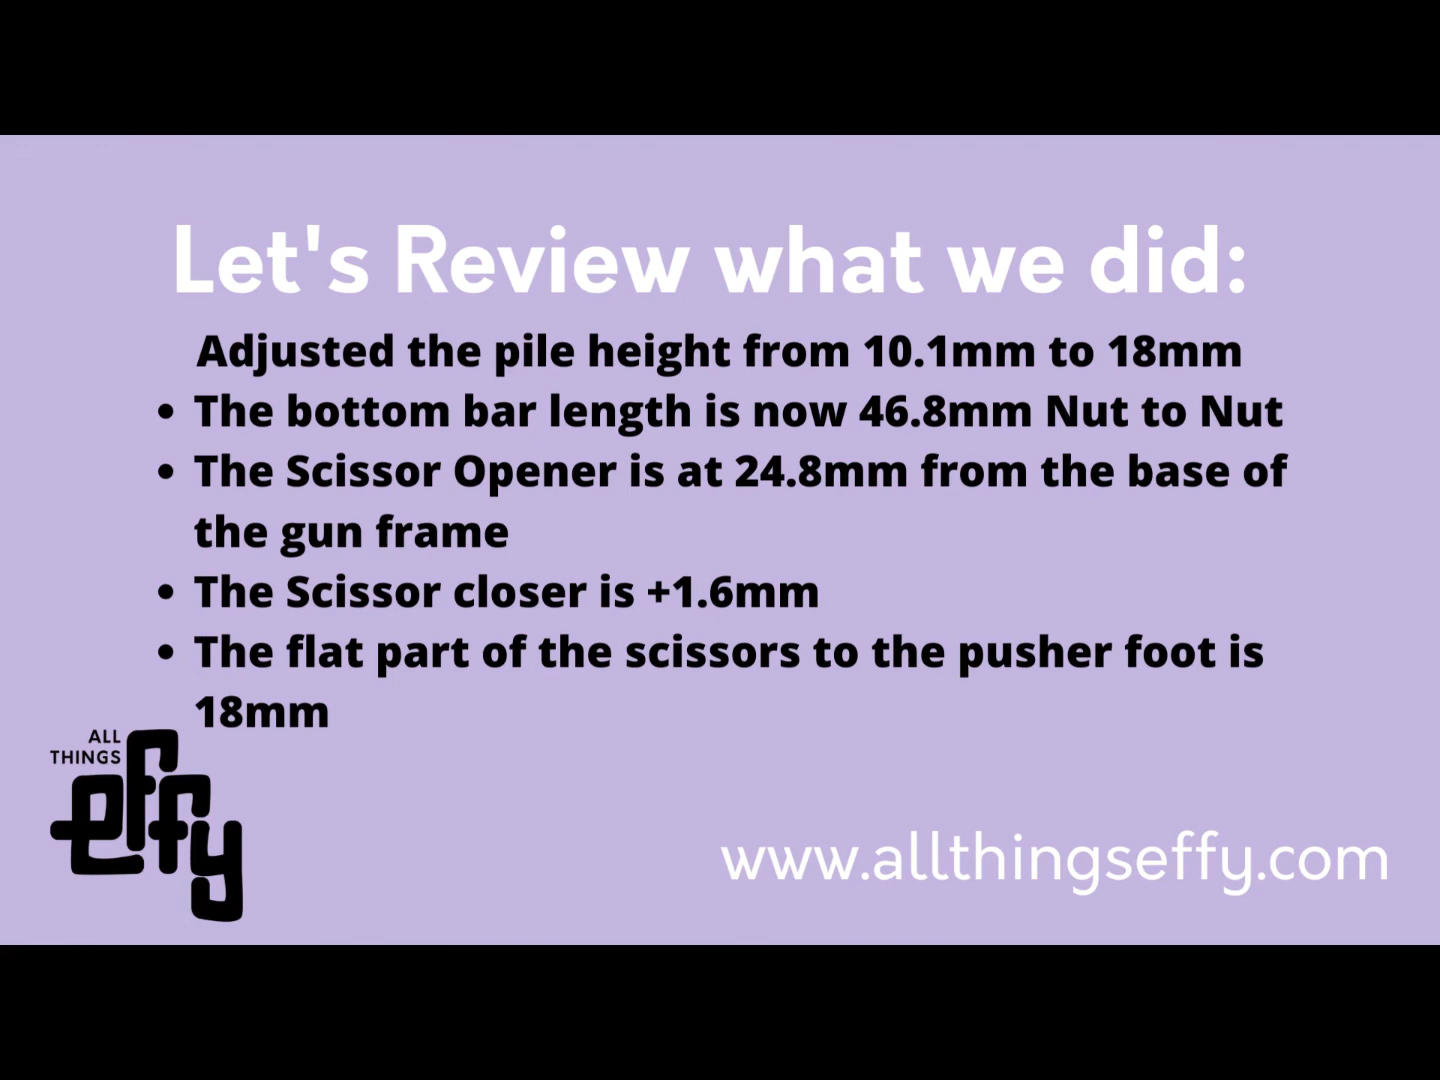 Let's Review what we did:
Adjusted the pile height from 10.1mm to 18mm
• The bottom bar length is now 46.8mm Nut to Nut
• The Scissor Opener is at 24.8mm from the base of
the gun frame
• The Scissor closer is +1.6mm
• The flat part of the scissors to the pusher foot is
18mm
ALL
THINGS
effy
www.allthingseffy.com